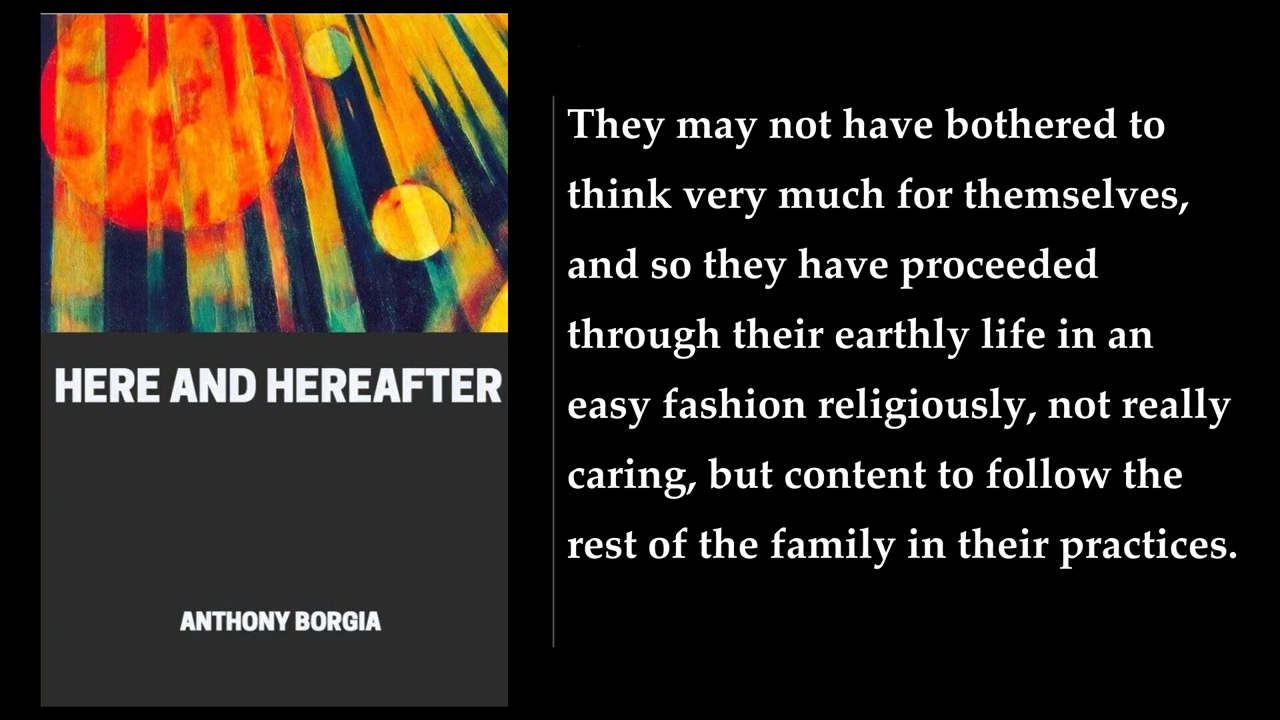 HERE AND HEREAFTER
ANTHONY BORGIA
They may not have bothered to
think very much for themselves,
and so they have proceeded
through their earthly life in an
easy fashion religiously, not really
caring, but content to follow the
rest of the family in their practices.